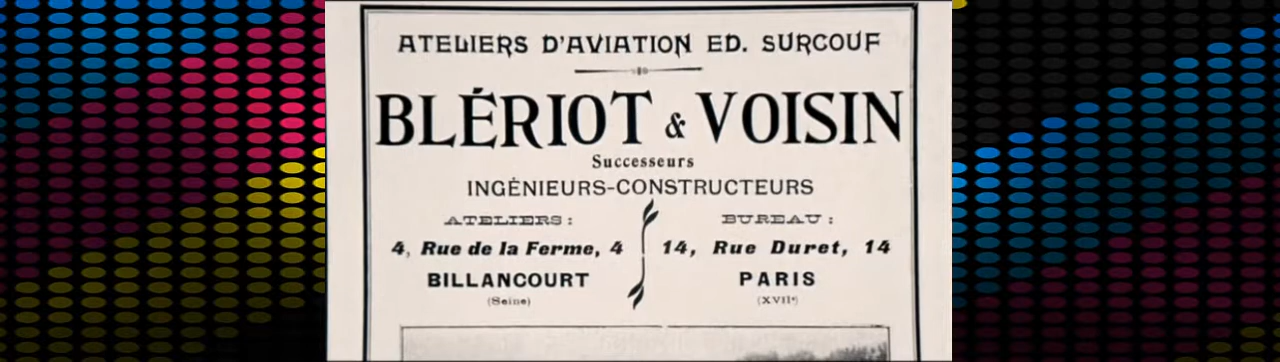 ATELIERS D'AVIATION ED. SURCOUF
BLÉRIOT & VOISIN
Successeurs
INGÉNIEURS-CONSTRUCTEURS
ATELIERS:
4, Rue de la Ferme, 4
BILLANCOURT
(Seine)
BUREAU:
14, Rue Duret, 14
PARIS
(XVIIᵉ)